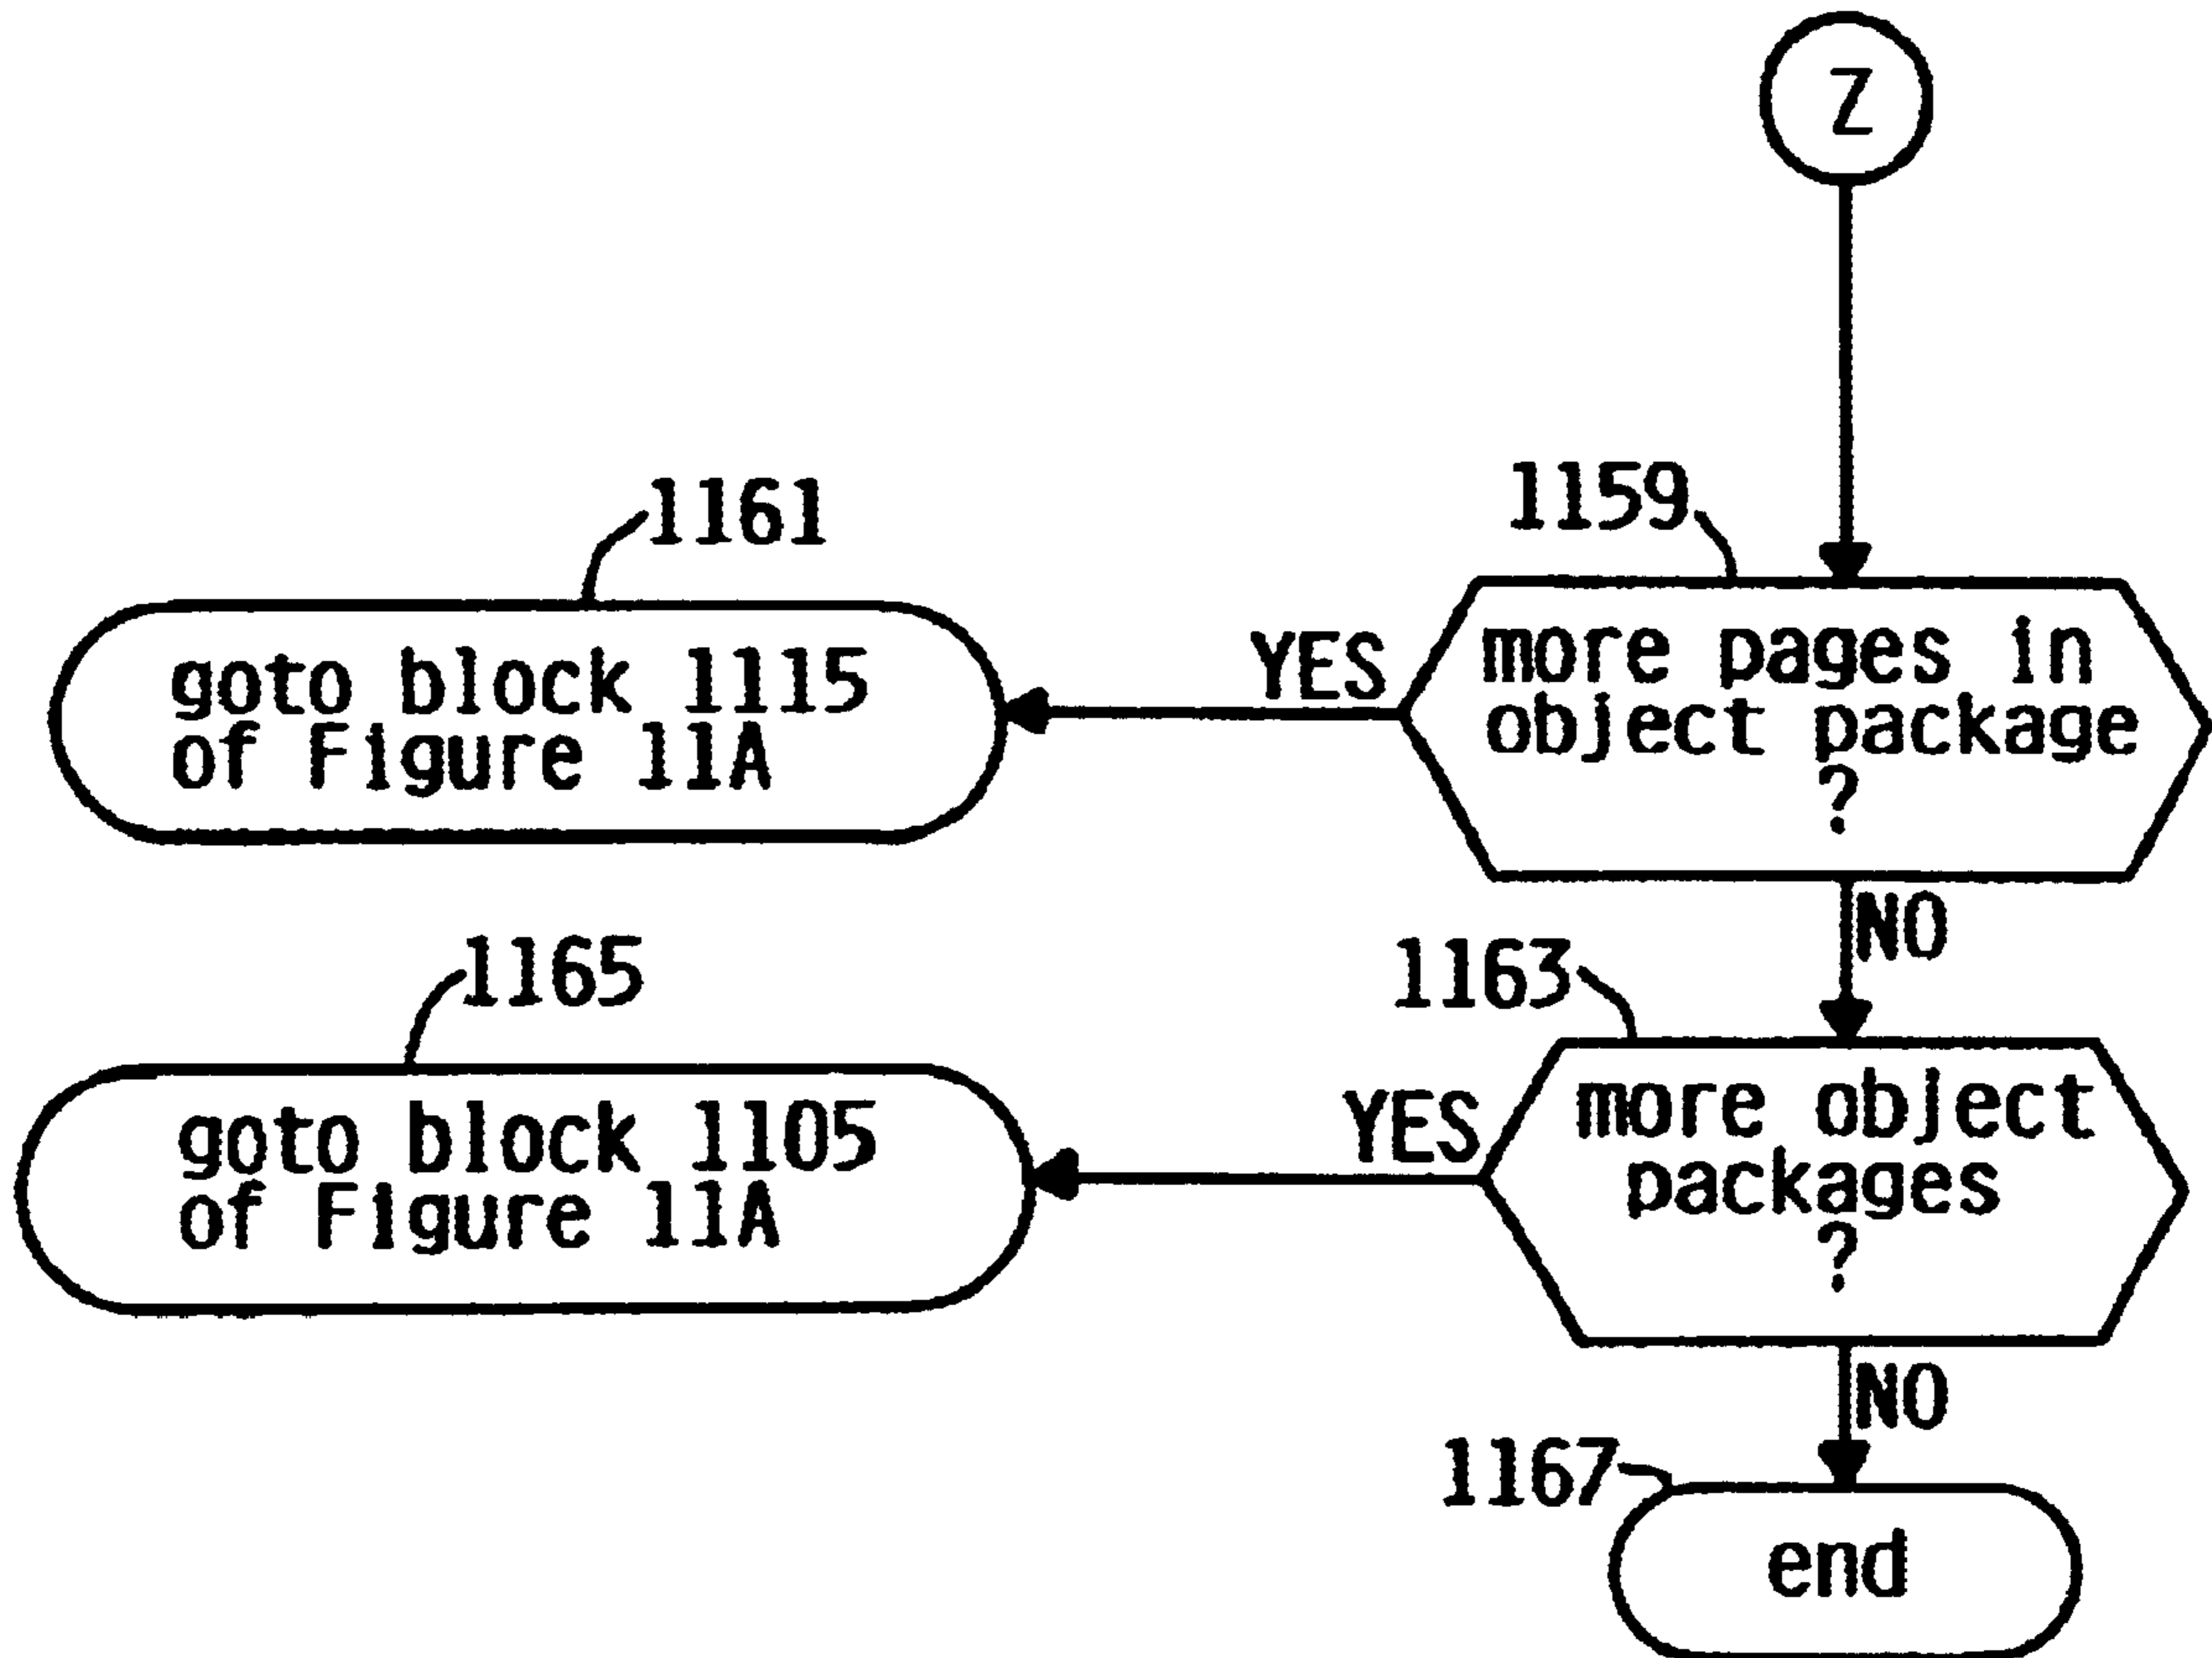 Z
1159
more pages in
object package
?
YES
1161
goto block 1115
of Figure 11A
NO
1163
more object
packages
?
YES
1165
goto block 1105
of Figure 11A
NO
1167
end